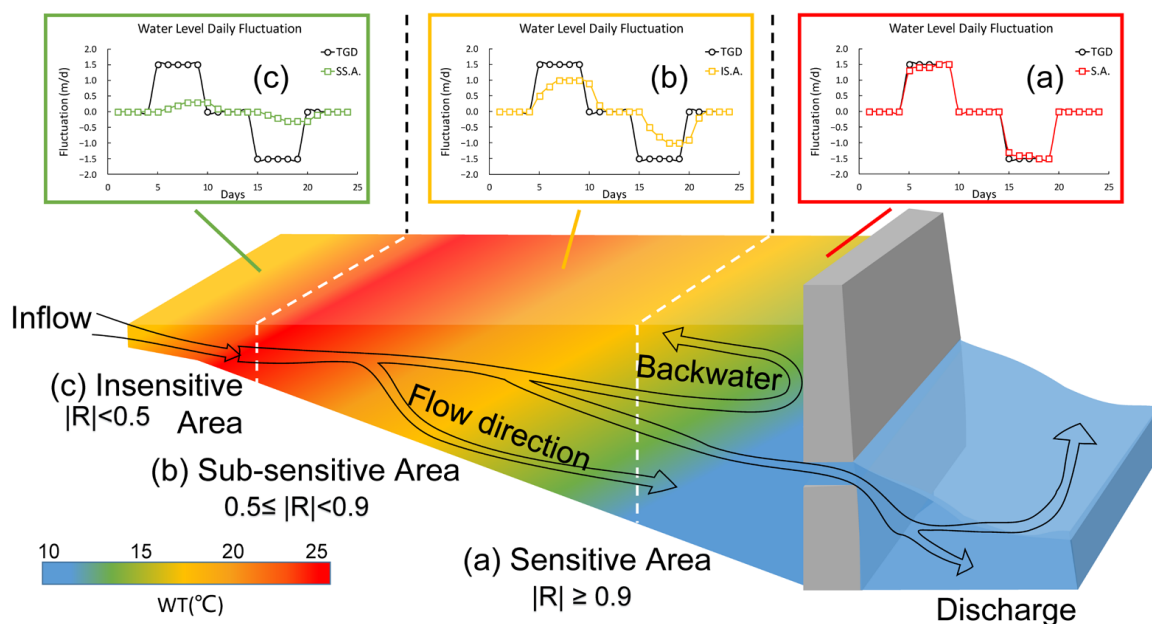 Water Level Daily Fluctuation
(c)
TGD
SS.A.
Fluctuation (m/d)
2.0
1.5
1.0
0.5
0.0
−0.5
−1.0
−1.5
−2.0
0 5 10 15 20 25
Days
Water Level Daily Fluctuation
(b)
TGD
IS.A.
Fluctuation (m/d)
2.0
1.5
1.0
0.5
0.0
−0.5
−1.0
−1.5
−2.0
0 5 10 15 20 25
Days
Water Level Daily Fluctuation
(a)
TGD
S.A.
Fluctuation (m/d)
2.0
1.5
1.0
0.5
0.0
−0.5
−1.0
−1.5
−2.0
0 5 10 15 20 25
Days
Inflow
Backwater
Flow direction
(c) Insensitive
|R|<0.5 Area
(b) Sub-sensitive Area
0.5≤ |R|<0.9
(a) Sensitive Area
|R| ≥ 0.9
Discharge
10 15 20 25
WT(℃)